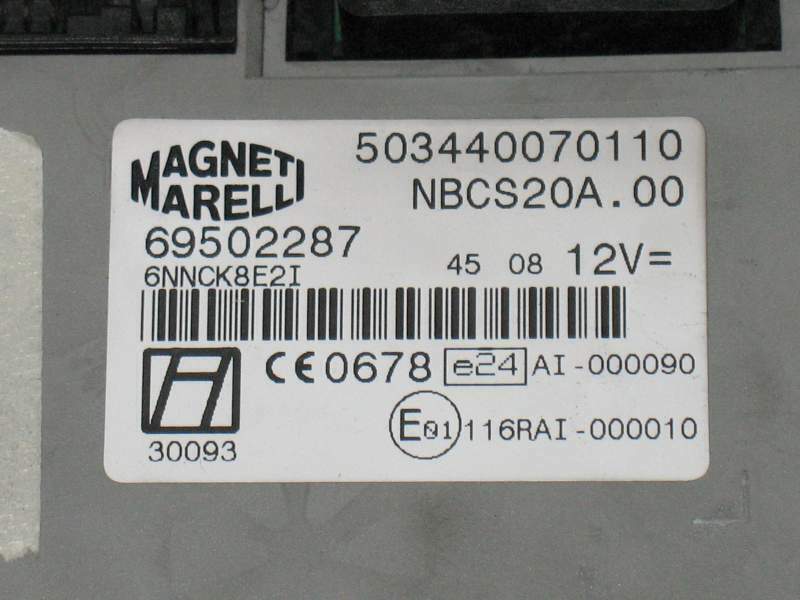 MAGNETI
MARELLI
503440070110
NBCS20A.00
69502287
6NNCK8E2I
45 08 12V=
CE0678 e24 AI-000090
30093
E01 116RAI-000010